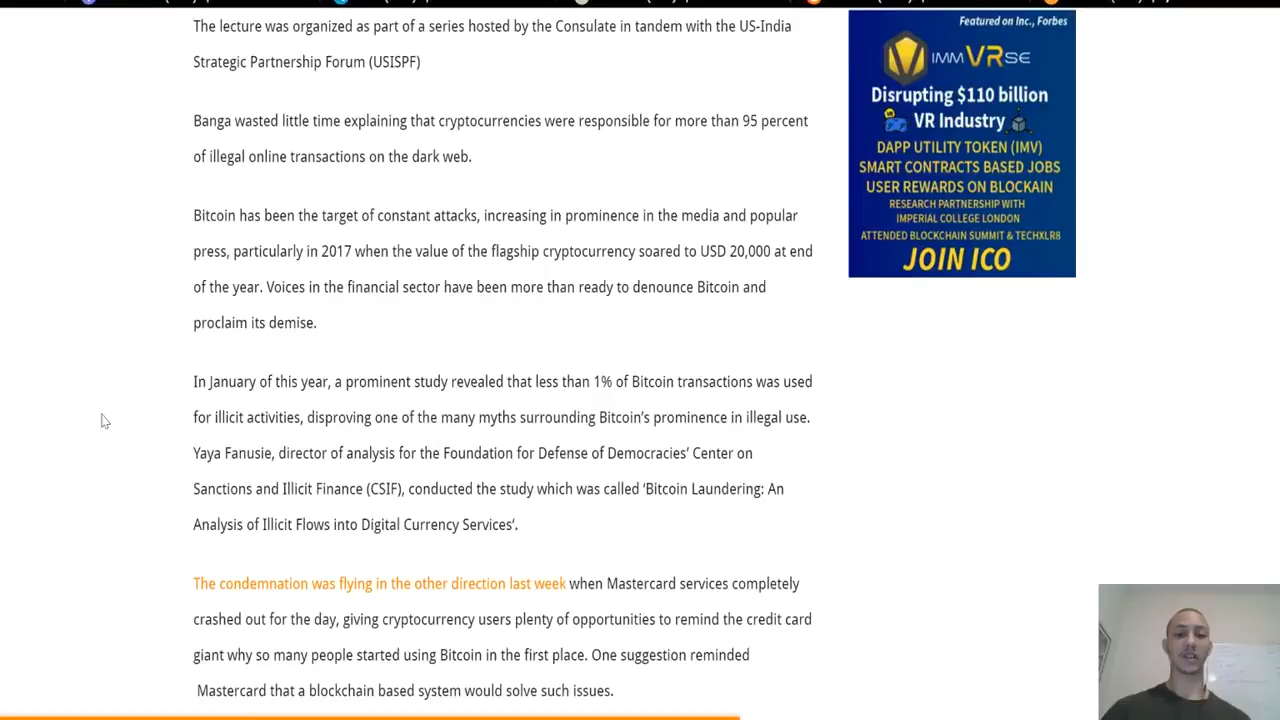 The lecture was organized as part of a series hosted by the Consulate in tandem with the US-India
Strategic Partnership Forum (USISPF)
Banga wasted little time explaining that cryptocurrencies were responsible for more than 95 percent
of illegal online transactions on the dark web.
Bitcoin has been the target of constant attacks, increasing in prominence in the media and popular
press, particularly in 2017 when the value of the flagship cryptocurrency soared to USD 20,000 at end
of the year. Voices in the financial sector have been more than ready to denounce Bitcoin and
proclaim its demise.
In January of this year, a prominent study revealed that less than 1% of Bitcoin transactions was used
for illicit activities, disproving one of the many myths surrounding Bitcoin’s prominence in illegal use.
Yaya Fanusie, director of analysis for the Foundation for Defense of Democracies’ Center on
Sanctions and Illicit Finance (CSIF), conducted the study which was called ‘Bitcoin Laundering: An
Analysis of Illicit Flows into Digital Currency Services‘.
The condemnation was flying in the other direction last week when Mastercard services completely
crashed out for the day, giving cryptocurrency users plenty of opportunities to remind the credit card
giant why so many people started using Bitcoin in the first place. One suggestion reminded
Mastercard that a blockchain based system would solve such issues.
Featured on Inc., Forbes
IMMVRSE
Disrupting $110 billion
VR Industry
DAPP UTILITY TOKEN (IMV)
SMART CONTRACTS BASED JOBS
USER REWARDS ON BLOCKAIN
RESEARCH PARTNERSHIP WITH
IMPERIAL COLLEGE LONDON
ATTENDED BLOCKCHAIN SUMMIT & TECHXLR8
JOIN ICO